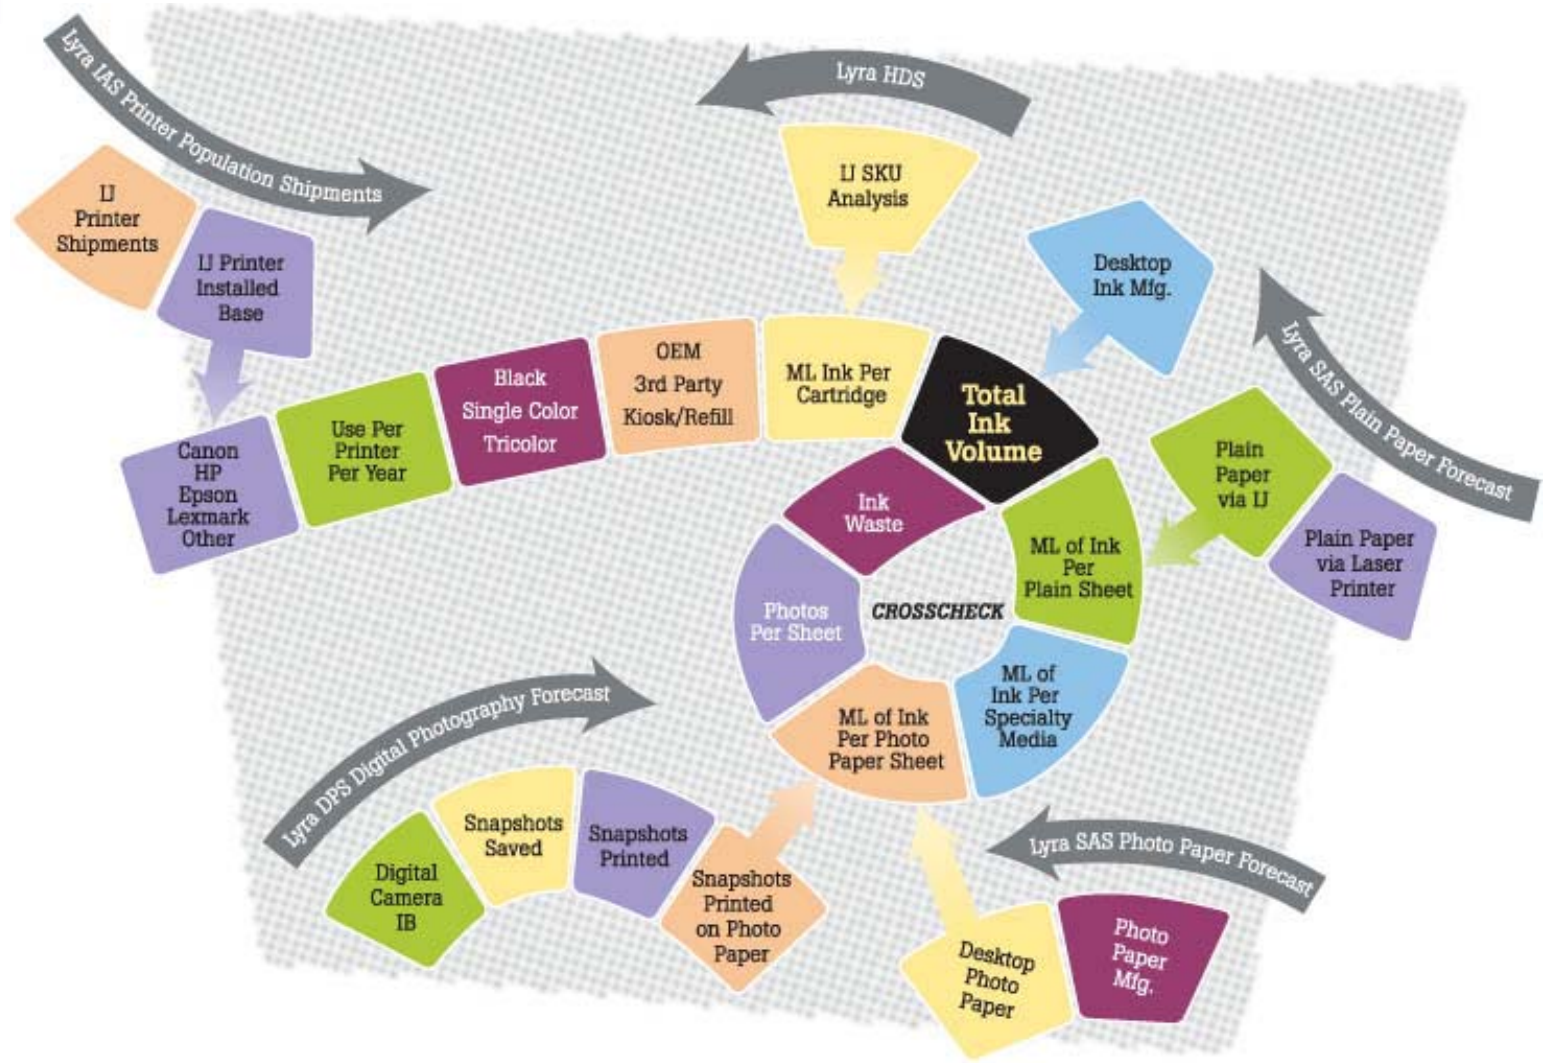 Lyra IAS Printer Population Shipments
IJ
Printer
Shipments
IJ Printer
Installed
Base
Canon
HP
Epson
Lexmark
Other
Use Per
Printer
Per Year
Black
Single Color
Tricolor
OEM
3rd Party
Kiosk/Refill
Lyra HDS
IJ SKU
Analysis
ML Ink Per
Cartridge
Total
Ink
Volume
Desktop
Ink Mfg.
Lyra SAS Plain Paper Forecast
Plain
Paper
via IJ
Plain Paper
via Laser
Printer
Ink
Waste
ML of Ink
Per
Plain Sheet
Photos
Per Sheet
CROSSCHECK
ML of Ink
Per Photo
Paper Sheet
ML of
Ink Per
Specialty
Media
Lyra DPS Digital Photography Forecast
Digital
Camera
IB
Snapshots
Saved
Snapshots
Printed
Snapshots
Printed
on Photo
Paper
Lyra SAS Photo Paper Forecast
Desktop
Photo
Paper
Photo
Paper
Mfg.